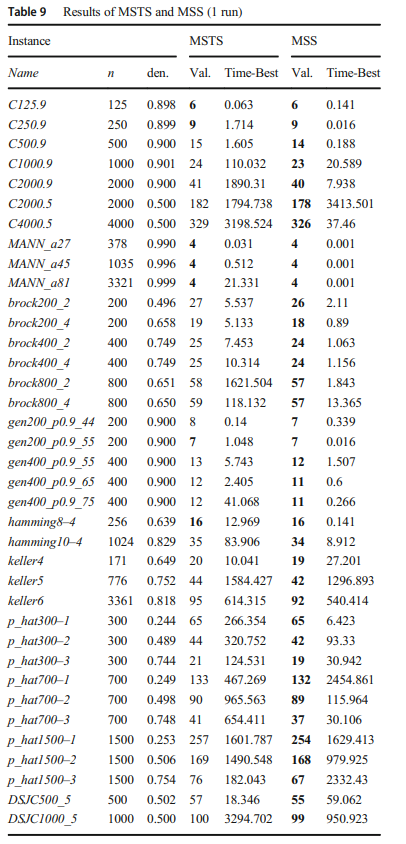 Table 9 Results of MSTS and MSS (1 run)
Instance MSTS MSS
Name n den. Val. Time-Best Val. Time-Best
C125.9 125 0.898 6 0.063 6 0.141
C250.9 250 0.899 9 1.714 9 0.016
C500.9 500 0.900 15 1.605 14 0.188
C1000.9 1000 0.901 24 110.032 23 20.589
C2000.9 2000 0.900 41 1890.31 40 7.938
C2000.5 2000 0.500 182 1794.738 178 3413.501
C4000.5 4000 0.500 329 3198.524 326 37.46
MANN_a27 378 0.990 4 0.031 4 0.001
MANN_a45 1035 0.996 4 0.512 4 0.001
MANN_a81 3321 0.999 4 21.331 4 0.001
brock200_2 200 0.496 27 5.537 26 2.11
brock200_4 200 0.658 19 5.133 18 0.89
brock400_2 400 0.749 25 7.453 24 1.063
brock400_4 400 0.749 25 10.314 24 1.156
brock800_2 800 0.651 58 1621.504 57 1.843
brock800_4 800 0.650 59 118.132 57 13.365
gen200_p0.9_44 200 0.900 8 0.14 7 0.339
gen200_p0.9_55 200 0.900 7 1.048 7 0.016
gen400_p0.9_55 400 0.900 13 5.743 12 1.507
gen400_p0.9_65 400 0.900 12 2.405 11 0.6
gen400_p0.9_75 400 0.900 12 41.068 11 0.266
hamming8–4 256 0.639 16 12.969 16 0.141
hamming10–4 1024 0.829 35 83.906 34 8.912
keller4 171 0.649 20 10.041 19 27.201
keller5 776 0.752 44 1584.427 42 1296.893
keller6 3361 0.818 95 614.315 92 540.414
p_hat300–1 300 0.244 65 266.354 65 6.423
p_hat300–2 300 0.489 44 320.752 42 93.33
p_hat300–3 300 0.744 21 124.531 19 30.942
p_hat700–1 700 0.249 133 467.269 132 2454.861
p_hat700–2 700 0.498 90 965.563 89 115.964
p_hat700–3 700 0.748 41 654.411 37 30.106
p_hat1500–1 1500 0.253 257 1601.787 254 1629.413
p_hat1500–2 1500 0.506 169 1490.548 168 979.925
p_hat1500–3 1500 0.754 76 182.043 67 2332.43
DSJC500_5 500 0.502 57 18.346 55 59.062
DSJC1000_5 1000 0.500 100 3294.702 99 950.923